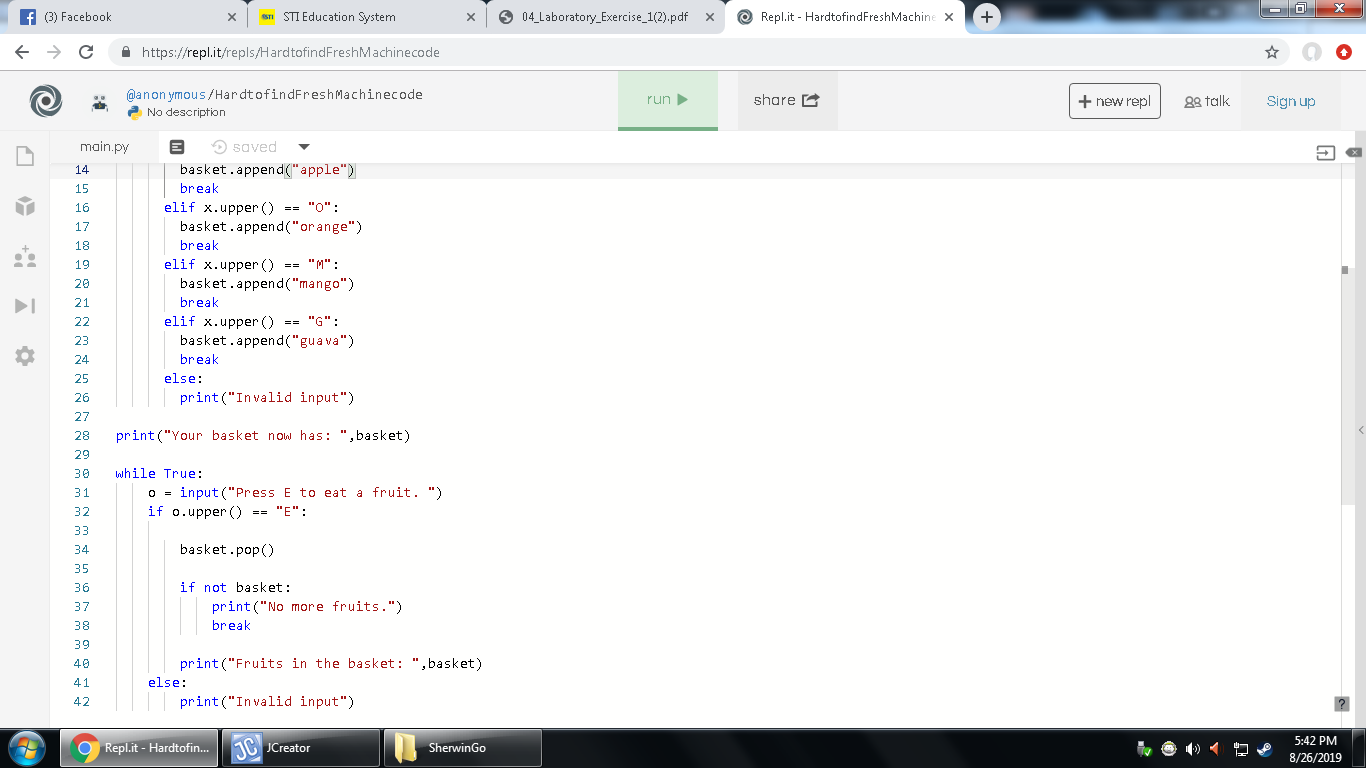 (3) Facebook
STI STI Education System
04_Laboratory_Exercise_1(2).pdf
Repl.it - HardtofindFreshMachine
https://repl.it/repls/HardtofindFreshMachinecode
@anonymous/HardtofindFreshMachinecode
No description
run
share
+ new repl
talk
Sign up
main.py
saved
14 basket.append("apple")
15 break
16 elif x.upper() == "O":
17 basket.append("orange")
18 break
19 elif x.upper() == "M":
20 basket.append("mango")
21 break
22 elif x.upper() == "G":
23 basket.append("guava")
24 break
25 else:
26 print("Invalid input")
27
28 print("Your basket now has: ",basket)
29
30 while True:
31 o = input("Press E to eat a fruit. ")
32 if o.upper() == "E":
33
34 basket.pop()
35
36 if not basket:
37 print("No more fruits.")
38 break
39
40 print("Fruits in the basket: ",basket)
41 else:
42 print("Invalid input")
?
Repl.it - Hardtofin...
JC JCreator
SherwinGo
5:42 PM
8/26/2019